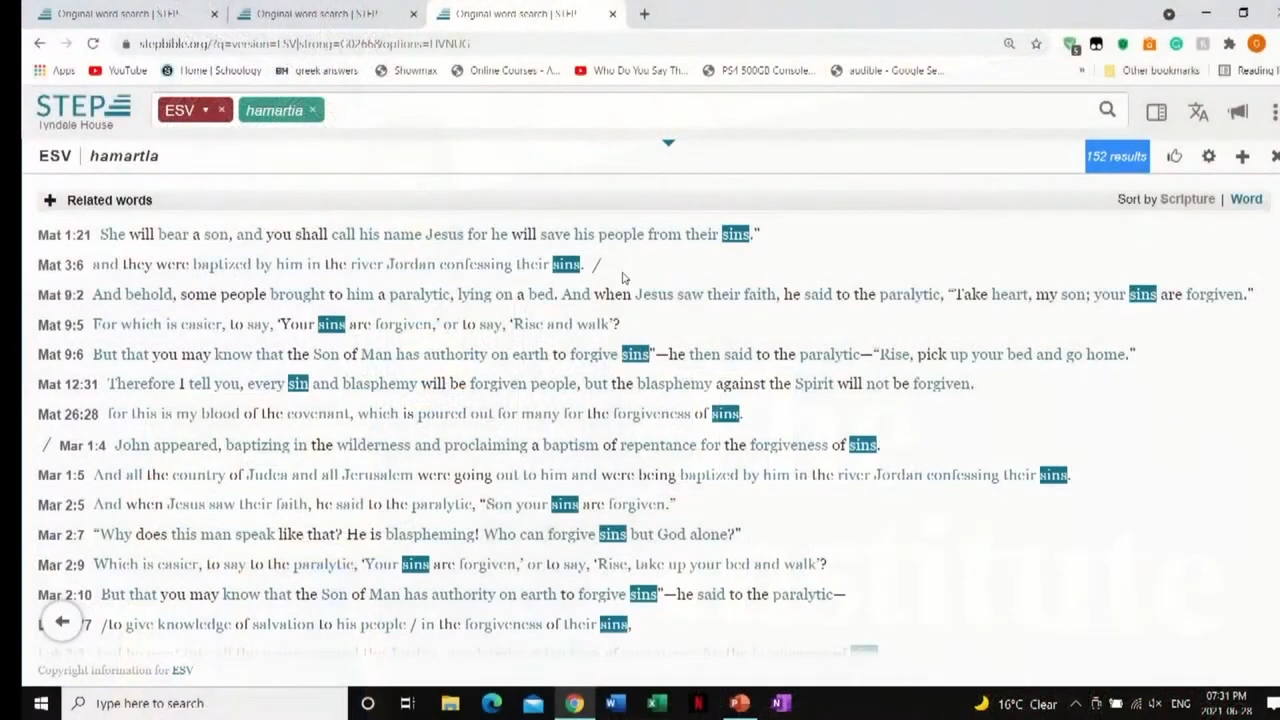 Original word search | STEP × Original word search | STEP × Original word search | STEP × +
stepbible.org/?q=version=ESV|strong=G0266&options=HVNUG
Apps YouTube Home | Schoology BH greek answers Showmax Online Courses - A... Who Do You Say Th... PS4 500GB Console... audible - Google Se... » Other bookmarks Reading
STEP
Tyndale House
ESV × hamartia ×
ESV | hamartia 152 results
+ Related words Sort by Scripture | Word
Mat 1:21 She will bear a son, and you shall call his name Jesus for he will save his people from their sins.”
Mat 3:6 and they were baptized by him in the river Jordan confessing their sins. /
Mat 9:2 And behold, some people brought to him a paralytic, lying on a bed. And when Jesus saw their faith, he said to the paralytic, “Take heart, my son; your sins are forgiven.”
Mat 9:5 For which is easier, to say, ‘Your sins are forgiven,’ or to say, ‘Rise and walk’?
Mat 9:6 But that you may know that the Son of Man has authority on earth to forgive sins”—he then said to the paralytic—“Rise, pick up your bed and go home.”
Mat 12:31 Therefore I tell you, every sin and blasphemy will be forgiven people, but the blasphemy against the Spirit will not be forgiven.
Mat 26:28 for this is my blood of the covenant, which is poured out for many for the forgiveness of sins.
/ Mar 1:4 John appeared, baptizing in the wilderness and proclaiming a baptism of repentance for the forgiveness of sins.
Mar 1:5 And all the country of Judea and all Jerusalem were going out to him and were being baptized by him in the river Jordan confessing their sins.
Mar 2:5 And when Jesus saw their faith, he said to the paralytic, “Son your sins are forgiven.”
Mar 2:7 “Why does this man speak like that? He is blaspheming! Who can forgive sins but God alone?”
Mar 2:9 Which is easier, to say to the paralytic, ‘Your sins are forgiven,’ or to say, ‘Rise, take up your bed and walk’?
Mar 2:10 But that you may know that the Son of Man has authority on earth to forgive sins”—he said to the paralytic—
7 /to give knowledge of salvation to his people / in the forgiveness of their sins,
Copyright information for ESV
Type here to search 16°C Clear ENG 07:31 PM
2021-06-28